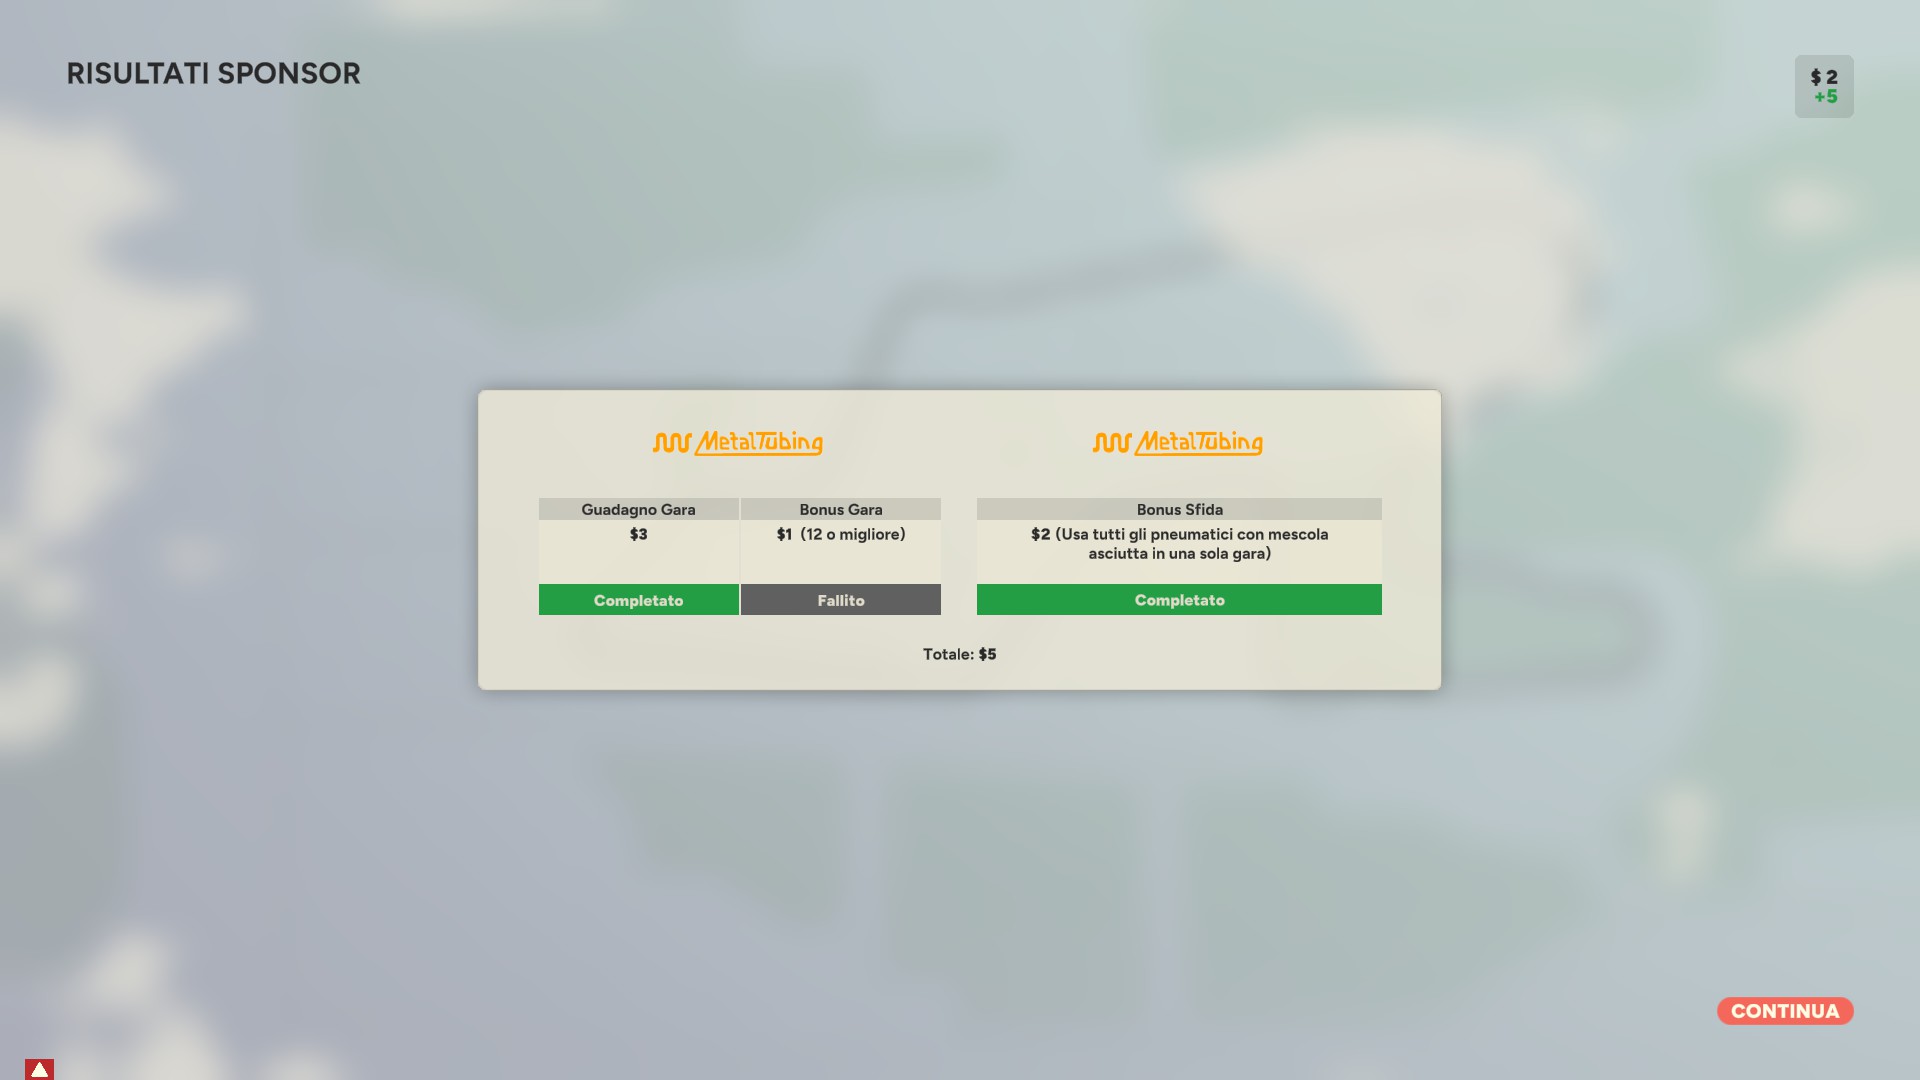 RISULTATI SPONSOR
$ 2
+5
MetalTubing
MetalTubing
Guadagno Gara
Bonus Gara
Bonus Sfida
$3
$1 (12 o migliore)
$2 (Usa tutti gli pneumatici con mescola
asciutta in una sola gara)
Completato
Fallito
Completato
Totale: $5
CONTINUA